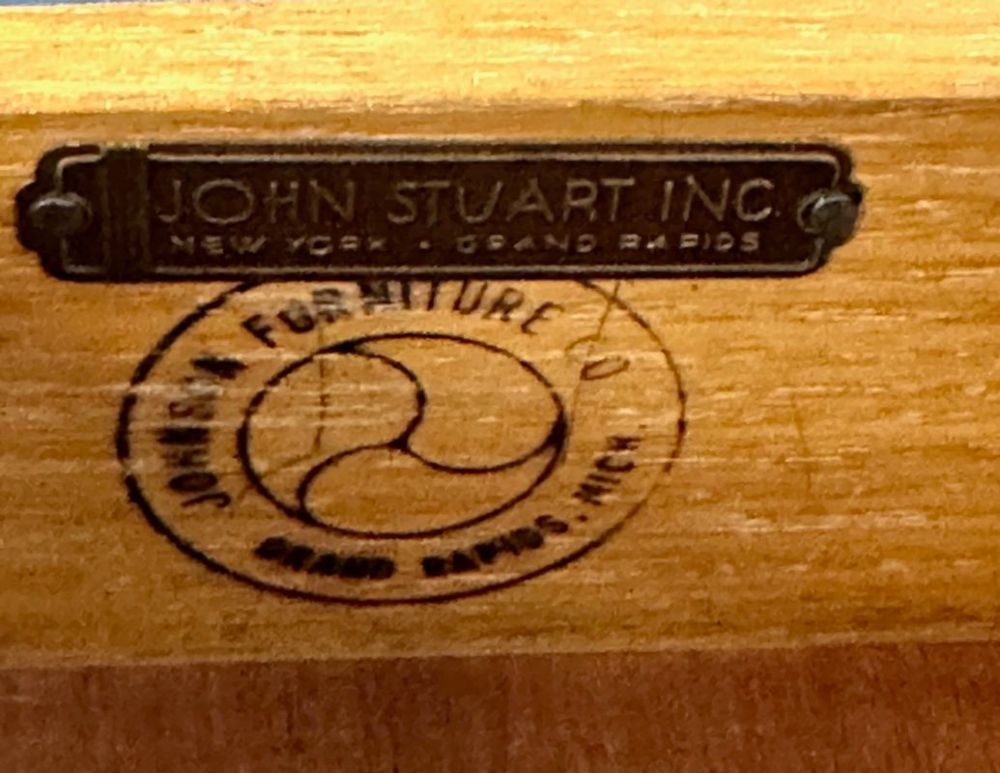 JOHN STUART INC.
NEW YORK · GRAND RAPIDS
JOHNSON FURNITURE CO
GRAND RAPIDS. MICH.